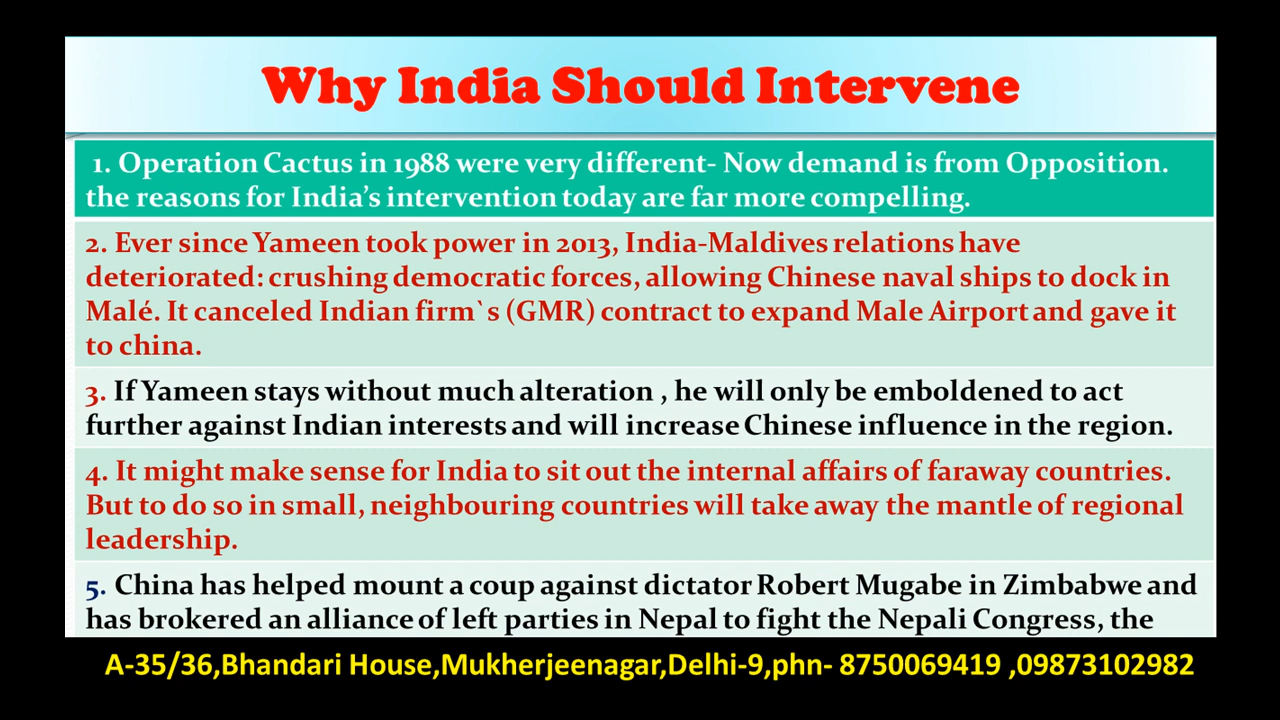 Why India Should Intervene
1. Operation Cactus in 1988 were very different- Now demand is from Opposition.
the reasons for India's intervention today are far more compelling.
2. Ever since Yameen took power in 2013, India-Maldives relations have
deteriorated: crushing democratic forces, allowing Chinese naval ships to dock in
Malé. It canceled Indian firm`s (GMR) contract to expand Male Airport and gave it
to china.
3. If Yameen stays without much alteration , he will only be emboldened to act
further against Indian interests and will increase Chinese influence in the region.
4. It might make sense for India to sit out the internal affairs of faraway countries.
But to do so in small, neighbouring countries will take away the mantle of regional
leadership.
5. China has helped mount a coup against dictator Robert Mugabe in Zimbabwe and
has brokered an alliance of left parties in Nepal to fight the Nepali Congress, the
A-35/36,Bhandari House,Mukherjeenagar,Delhi-9,phn- 8750069419 ,09873102982